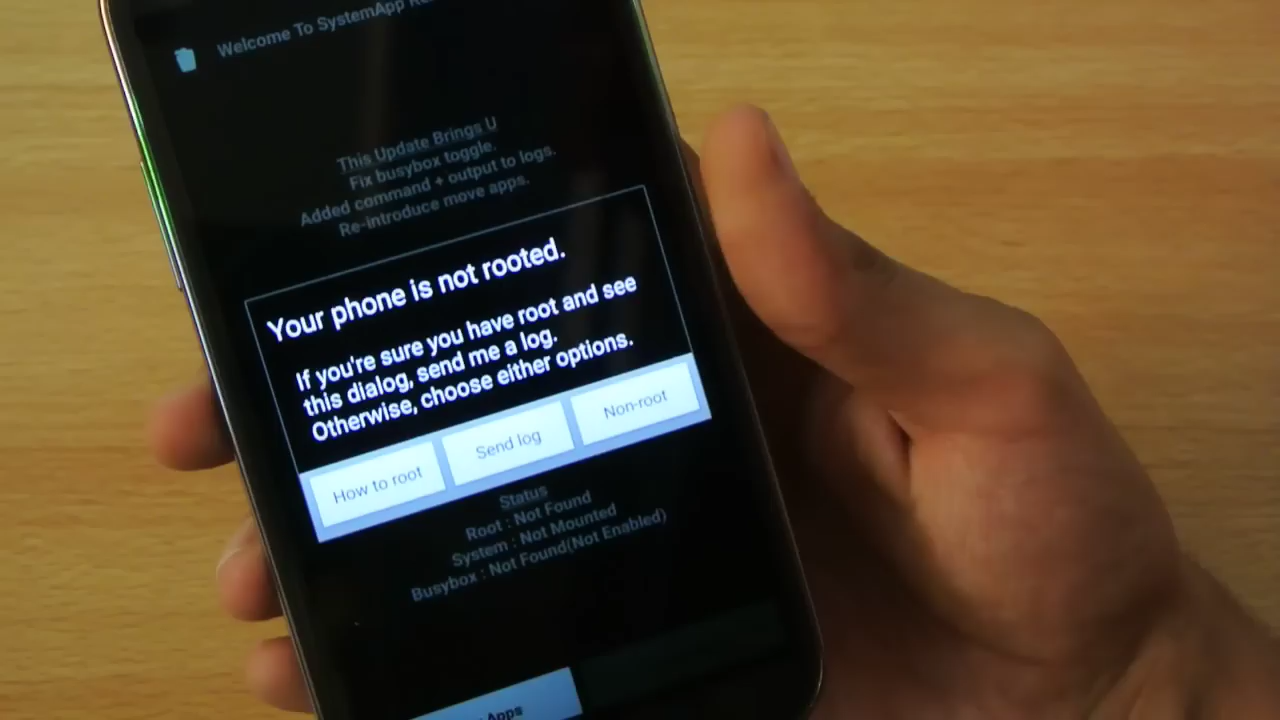 Welcome To SystemApp
This Update Brings U
Fix busybox toggle.
Added command + output to logs.
Re-introduce move apps.
Your phone is not rooted.
If you're sure you have root and see
this dialog, send me a log.
Otherwise, choose either options.
How to root
Send log
Non-root
Status
Root : Not Found
System : Not Mounted
Busybox : Not Found(Not Enabled)
Apps